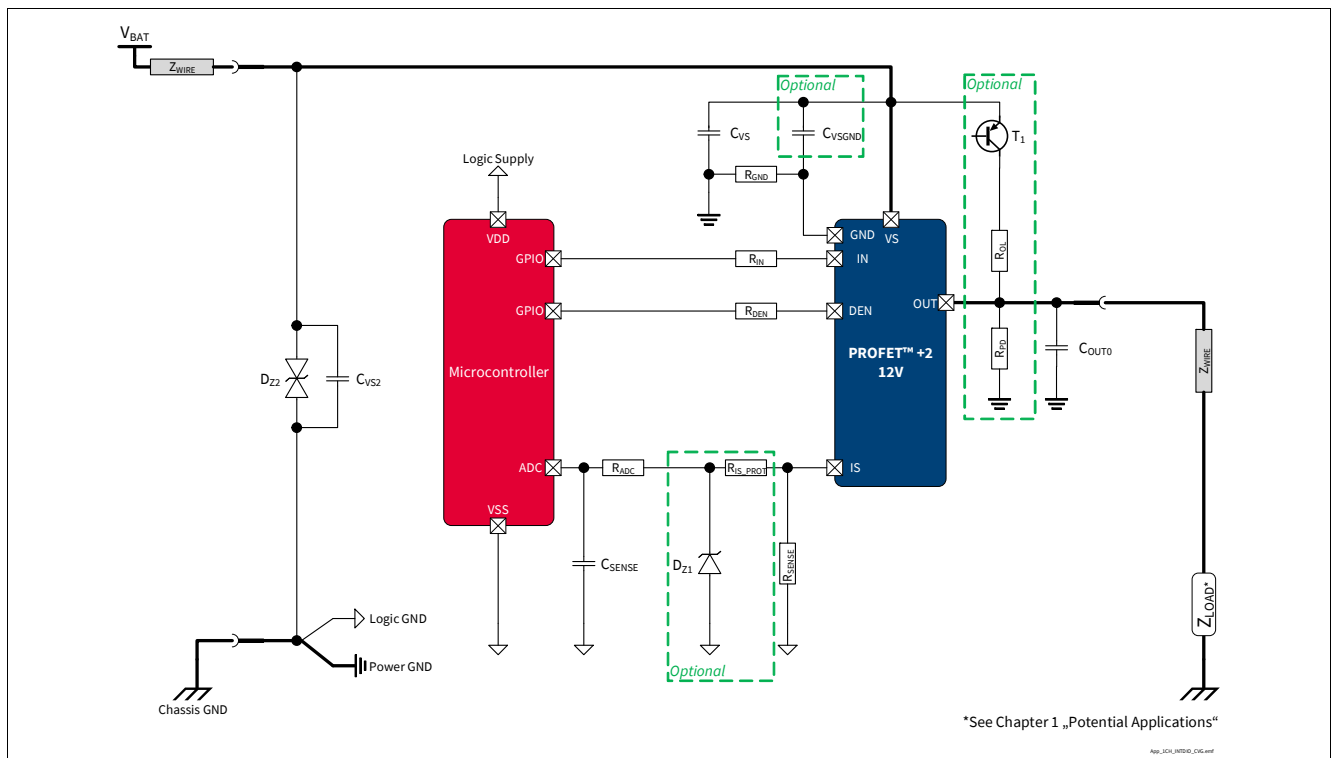 VBAT
ZWIRE
Optional
Optional
CVS
CVSGND
T1
Logic Supply
RGND
VDD
GND
VS
GPIO
RIN
IN
ROL
OUT
GPIO
RDEN
DEN
PROFET™ +2
12V
RPD
COUT0
ZWIRE
Microcontroller
DZ2
CVS2
ADC
RADC
RIS_PROT
IS
VSS
CSENSE
DZ1
RSENSE
ZLOAD*
Logic GND
Power GND
Optional
Chassis GND
*See Chapter 1 „Potential Applications“
App_1CH_INTDIO_CVG.emf